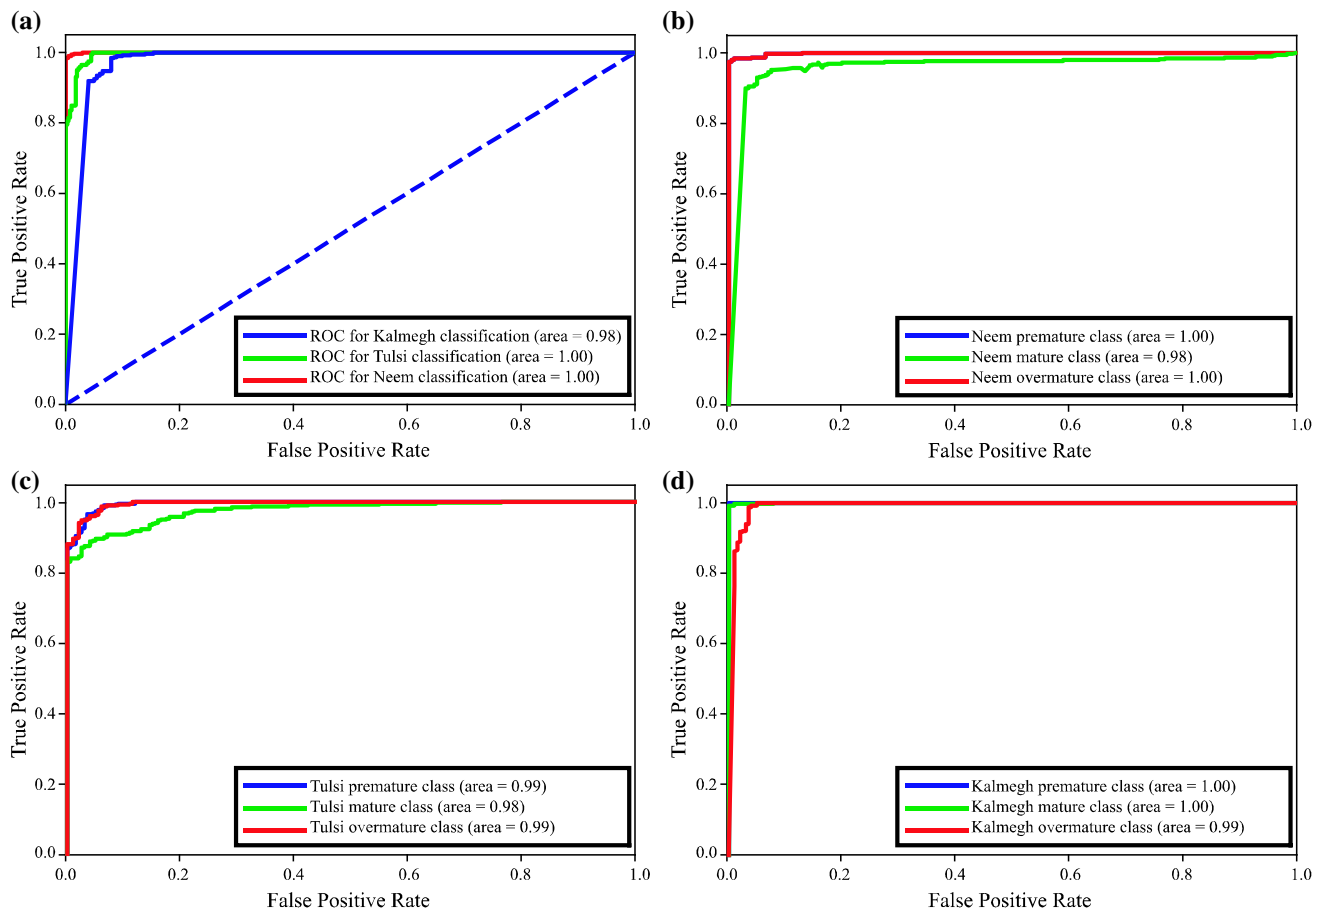 (a)
True Positive Rate
1.0
0.8
0.6
0.4
0.2
0.0
ROC for Kalmegh classification (area = 0.98)
ROC for Tulsi classification (area = 1.00)
ROC for Neem classification (area = 1.00)
0.0 0.2 0.4 0.6 0.8 1.0
False Positive Rate
(b)
True Positive Rate
1.0
0.8
0.6
0.4
0.2
0.0
Neem premature class (area = 1.00)
Neem mature class (area = 0.98)
Neem overmature class (area = 1.00)
0.0 0.2 0.4 0.6 0.8 1.0
False Positive Rate
(c)
True Positive Rate
1.0
0.8
0.6
0.4
0.2
0.0
Tulsi premature class (area = 0.99)
Tulsi mature class (area = 0.98)
Tulsi overmature class (area = 0.99)
0.0 0.2 0.4 0.6 0.8 1.0
False Positive Rate
(d)
True Positive Rate
1.0
0.8
0.6
0.4
0.2
0.0
Kalmegh premature class (area = 1.00)
Kalmegh mature class (area = 1.00)
Kalmegh overmature class (area = 0.99)
0.0 0.2 0.4 0.6 0.8 1.0
False Positive Rate